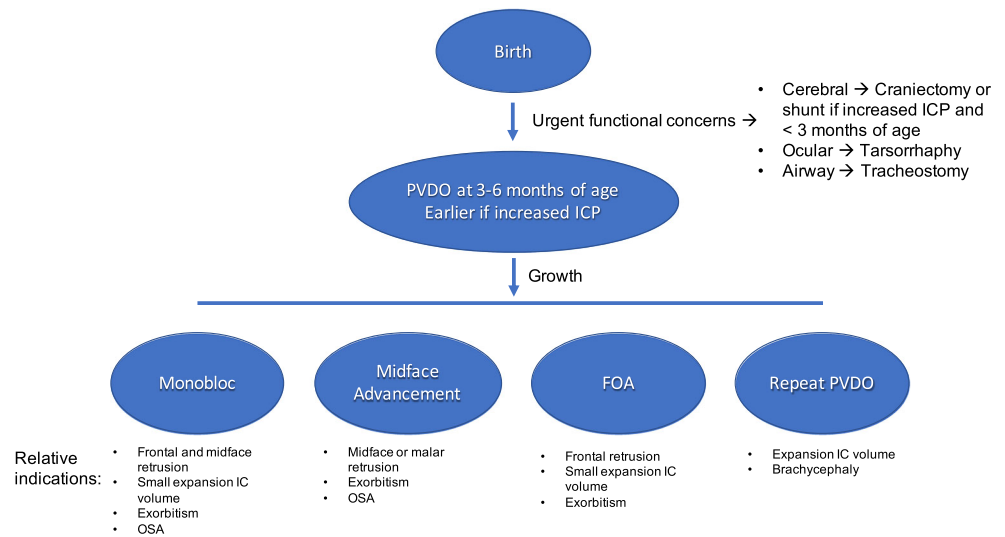 Birth
Urgent functional concerns →
• Cerebral → Craniectomy or
shunt if increased ICP and
< 3 months of age
• Ocular → Tarsorrhaphy
• Airway → Tracheostomy
PVDO at 3-6 months of age
Earlier if increased ICP
Growth
Monobloc
Midface
Advancement
FOA
Repeat PVDO
Relative
indications:
• Frontal and midface
retrusion
• Small expansion IC
volume
• Exorbitism
• OSA
• Midface or malar
retrusion
• Exorbitism
• OSA
• Frontal retrusion
• Small expansion IC
volume
• Exorbitism
• Expansion IC volume
• Brachycephaly